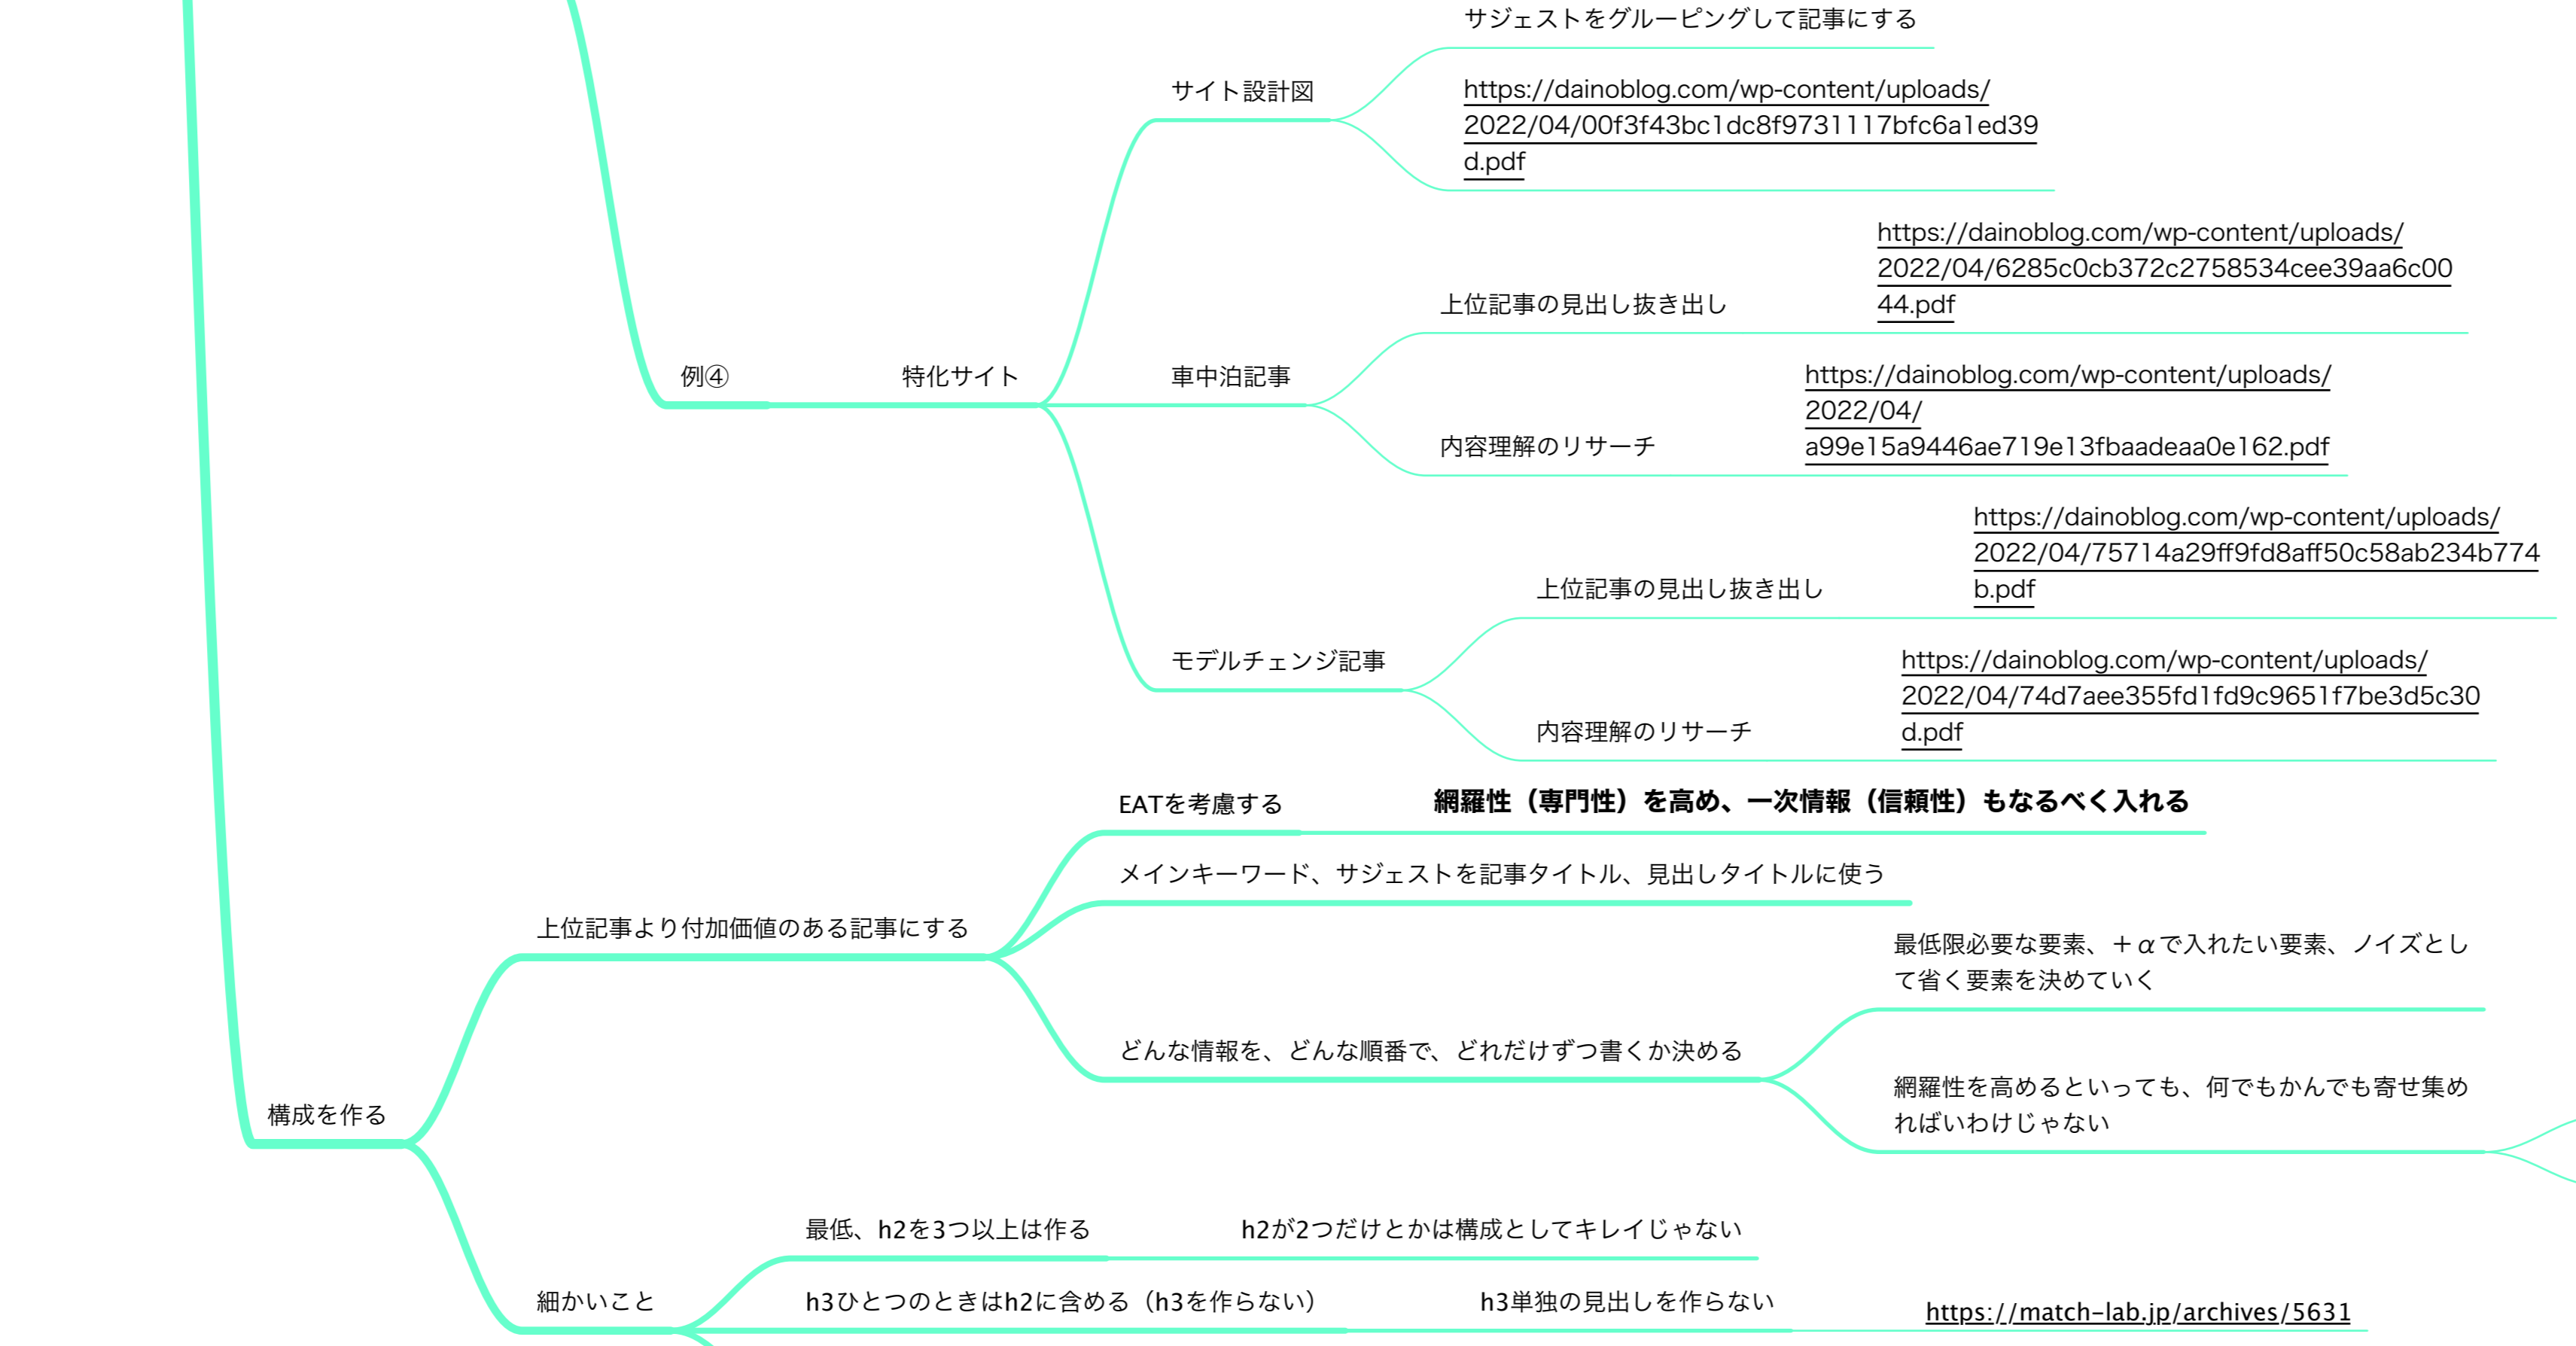 サジェストをグルーピングして記事にする
サイト設計図
https://dainoblog.com/wp-content/uploads/
2022/04/00f3f43bc1dc8f9731117bfc6a1ed39
d.pdf
例④
特化サイト
車中泊記事
上位記事の見出し抜き出し
https://dainoblog.com/wp-content/uploads/
2022/04/6285c0cb372c2758534cee39aa6c00
44.pdf
内容理解のリサーチ
https://dainoblog.com/wp-content/uploads/
2022/04/
a99e15a9446ae719e13fbaadeaa0e162.pdf
モデルチェンジ記事
上位記事の見出し抜き出し
https://dainoblog.com/wp-content/uploads/
2022/04/75714a29ff9fd8aff50c58ab234b774
b.pdf
内容理解のリサーチ
https://dainoblog.com/wp-content/uploads/
2022/04/74d7aee355fd1fd9c9651f7be3d5c30
d.pdf
構成を作る
上位記事より付加価値のある記事にする
EATを考慮する
網羅性（専門性）を高め、一次情報（信頼性）もなるべく入れる
メインキーワード、サジェストを記事タイトル、見出しタイトルに使う
どんな情報を、どんな順番で、どれだけずつ書くか決める
最低限必要な要素、＋αで入れたい要素、ノイズとし
て省く要素を決めていく
網羅性を高めるといっても、何でもかんでも寄せ集め
ればいわけじゃない
細かいこと
最低、h2を3つ以上は作る
h2が2つだけとかは構成としてキレイじゃない
h3ひとつのときはh2に含める（h3を作らない）
h3単独の見出しを作らない
https://match-lab.jp/archives/5631